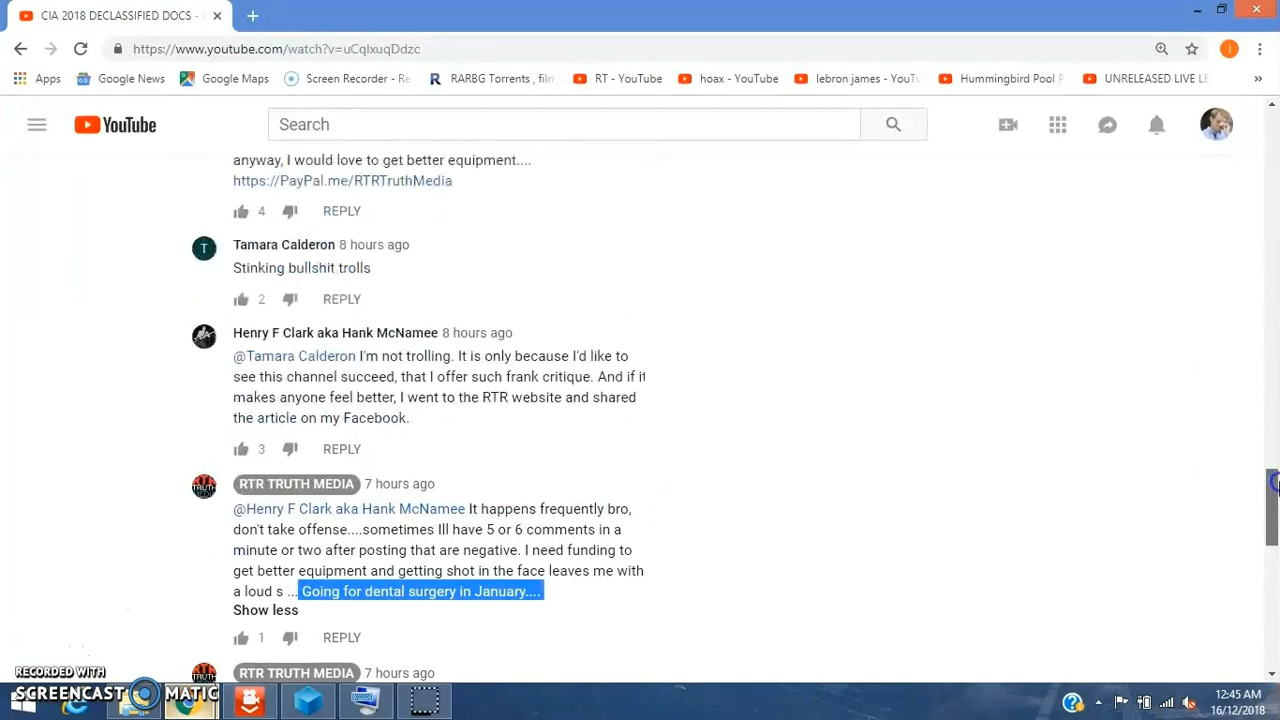 CIA 2018 DECLASSIFIED DOCS -
https://www.youtube.com/watch?v=uCqIxuqDdzc
Apps Google News Google Maps Screen Recorder - Re RARBG Torrents , film RT - YouTube hoax - YouTube lebron james - YouTu Hummingbird Pool P UNRELEASED LIVE LE »
YouTube Search
anyway, I would love to get better equipment....
https://PayPal.me/RTRTruthMedia
4 REPLY
T Tamara Calderon 8 hours ago
Stinking bullshit trolls
2 REPLY
Henry F Clark aka Hank McNamee 8 hours ago
@Tamara Calderon I'm not trolling. It is only because I'd like to
see this channel succeed, that I offer such frank critique. And if it
makes anyone feel better, I went to the RTR website and shared
the article on my Facebook.
3 REPLY
RTR TRUTH MEDIA 7 hours ago
@Henry F Clark aka Hank McNamee It happens frequently bro,
don't take offense....sometimes Ill have 5 or 6 comments in a
minute or two after posting that are negative. I need funding to
get better equipment and getting shot in the face leaves me with
a loud s ... Going for dental surgery in January....
Show less
1 REPLY
RTR TRUTH MEDIA 7 hours ago
RECORDED WITH
SCREENCAST MATIC
12:45 AM
16/12/2018